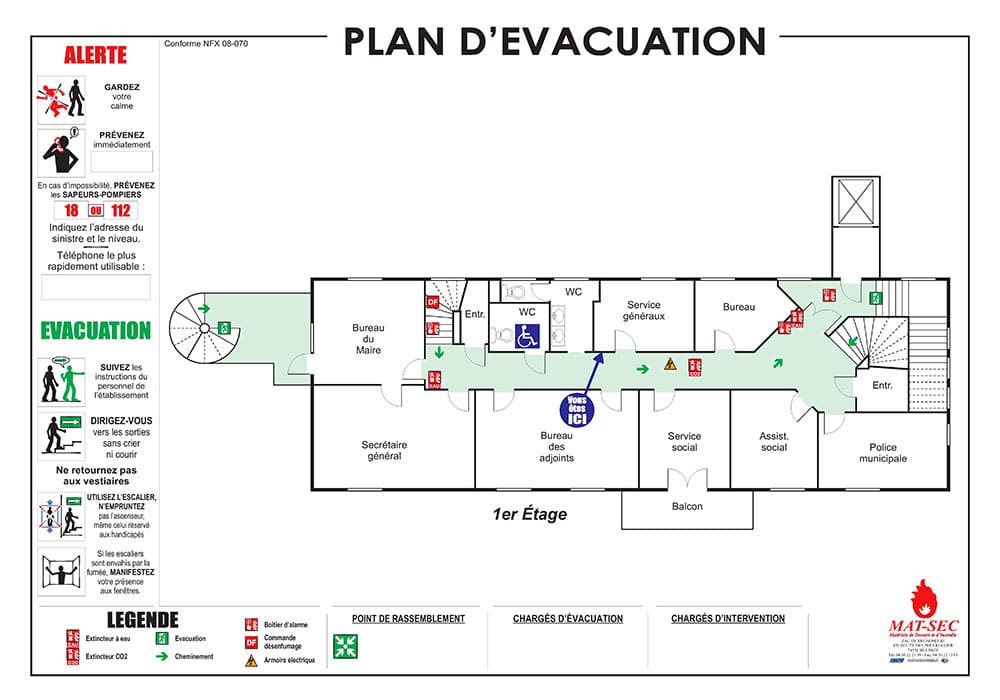 PLAN D'EVACUATION
Conforme NFX 08-070
ALERTE
GARDEZ
votre
calme
PRÉVENEZ
immédiatement
En cas d'impossibilité, PRÉVENEZ
les SAPEURS-POMPIERS
18 OU 112
Indiquez l'adresse du
sinistre et le niveau.
Téléphone le plus
rapidement utilisable :
EVACUATION
SUIVEZ les
instructions du
personnel de
l'établissement
DIRIGEZ-VOUS
vers les sorties
sans crier
ni courir
Ne retournez pas
aux vestiaires
UTILISEZ L'ESCALIER,
N'EMPRUNTEZ
pas l'ascenseur,
même celui réservé
aux handicapés
Si les escaliers
sont envahis par la
fumée, MANIFESTEZ
votre présence
aux fenêtres.
Bureau
du
Maire
DF
Entr.
WC
WC
Service
généraux
Bureau
EAU
EAU
CO2
Vous
êtes
ICI
Entr.
Secrétaire
général
Bureau
des
adjoints
Service
social
Assist.
social
Police
municipale
Balcon
1er Étage
LEGENDE
EAU
Extincteur à eau
CO2
Extincteur CO2
Evacuation
Cheminement
Boitier d'alarme
DF
Commande
désenfumage
Armoire électrique
POINT DE RASSEMBLEMENT
CHARGÉS D'ÉVACUATION
CHARGÉS D'INTERVENTION
MAT-SEC
Matériels de Secours et d'Incendie